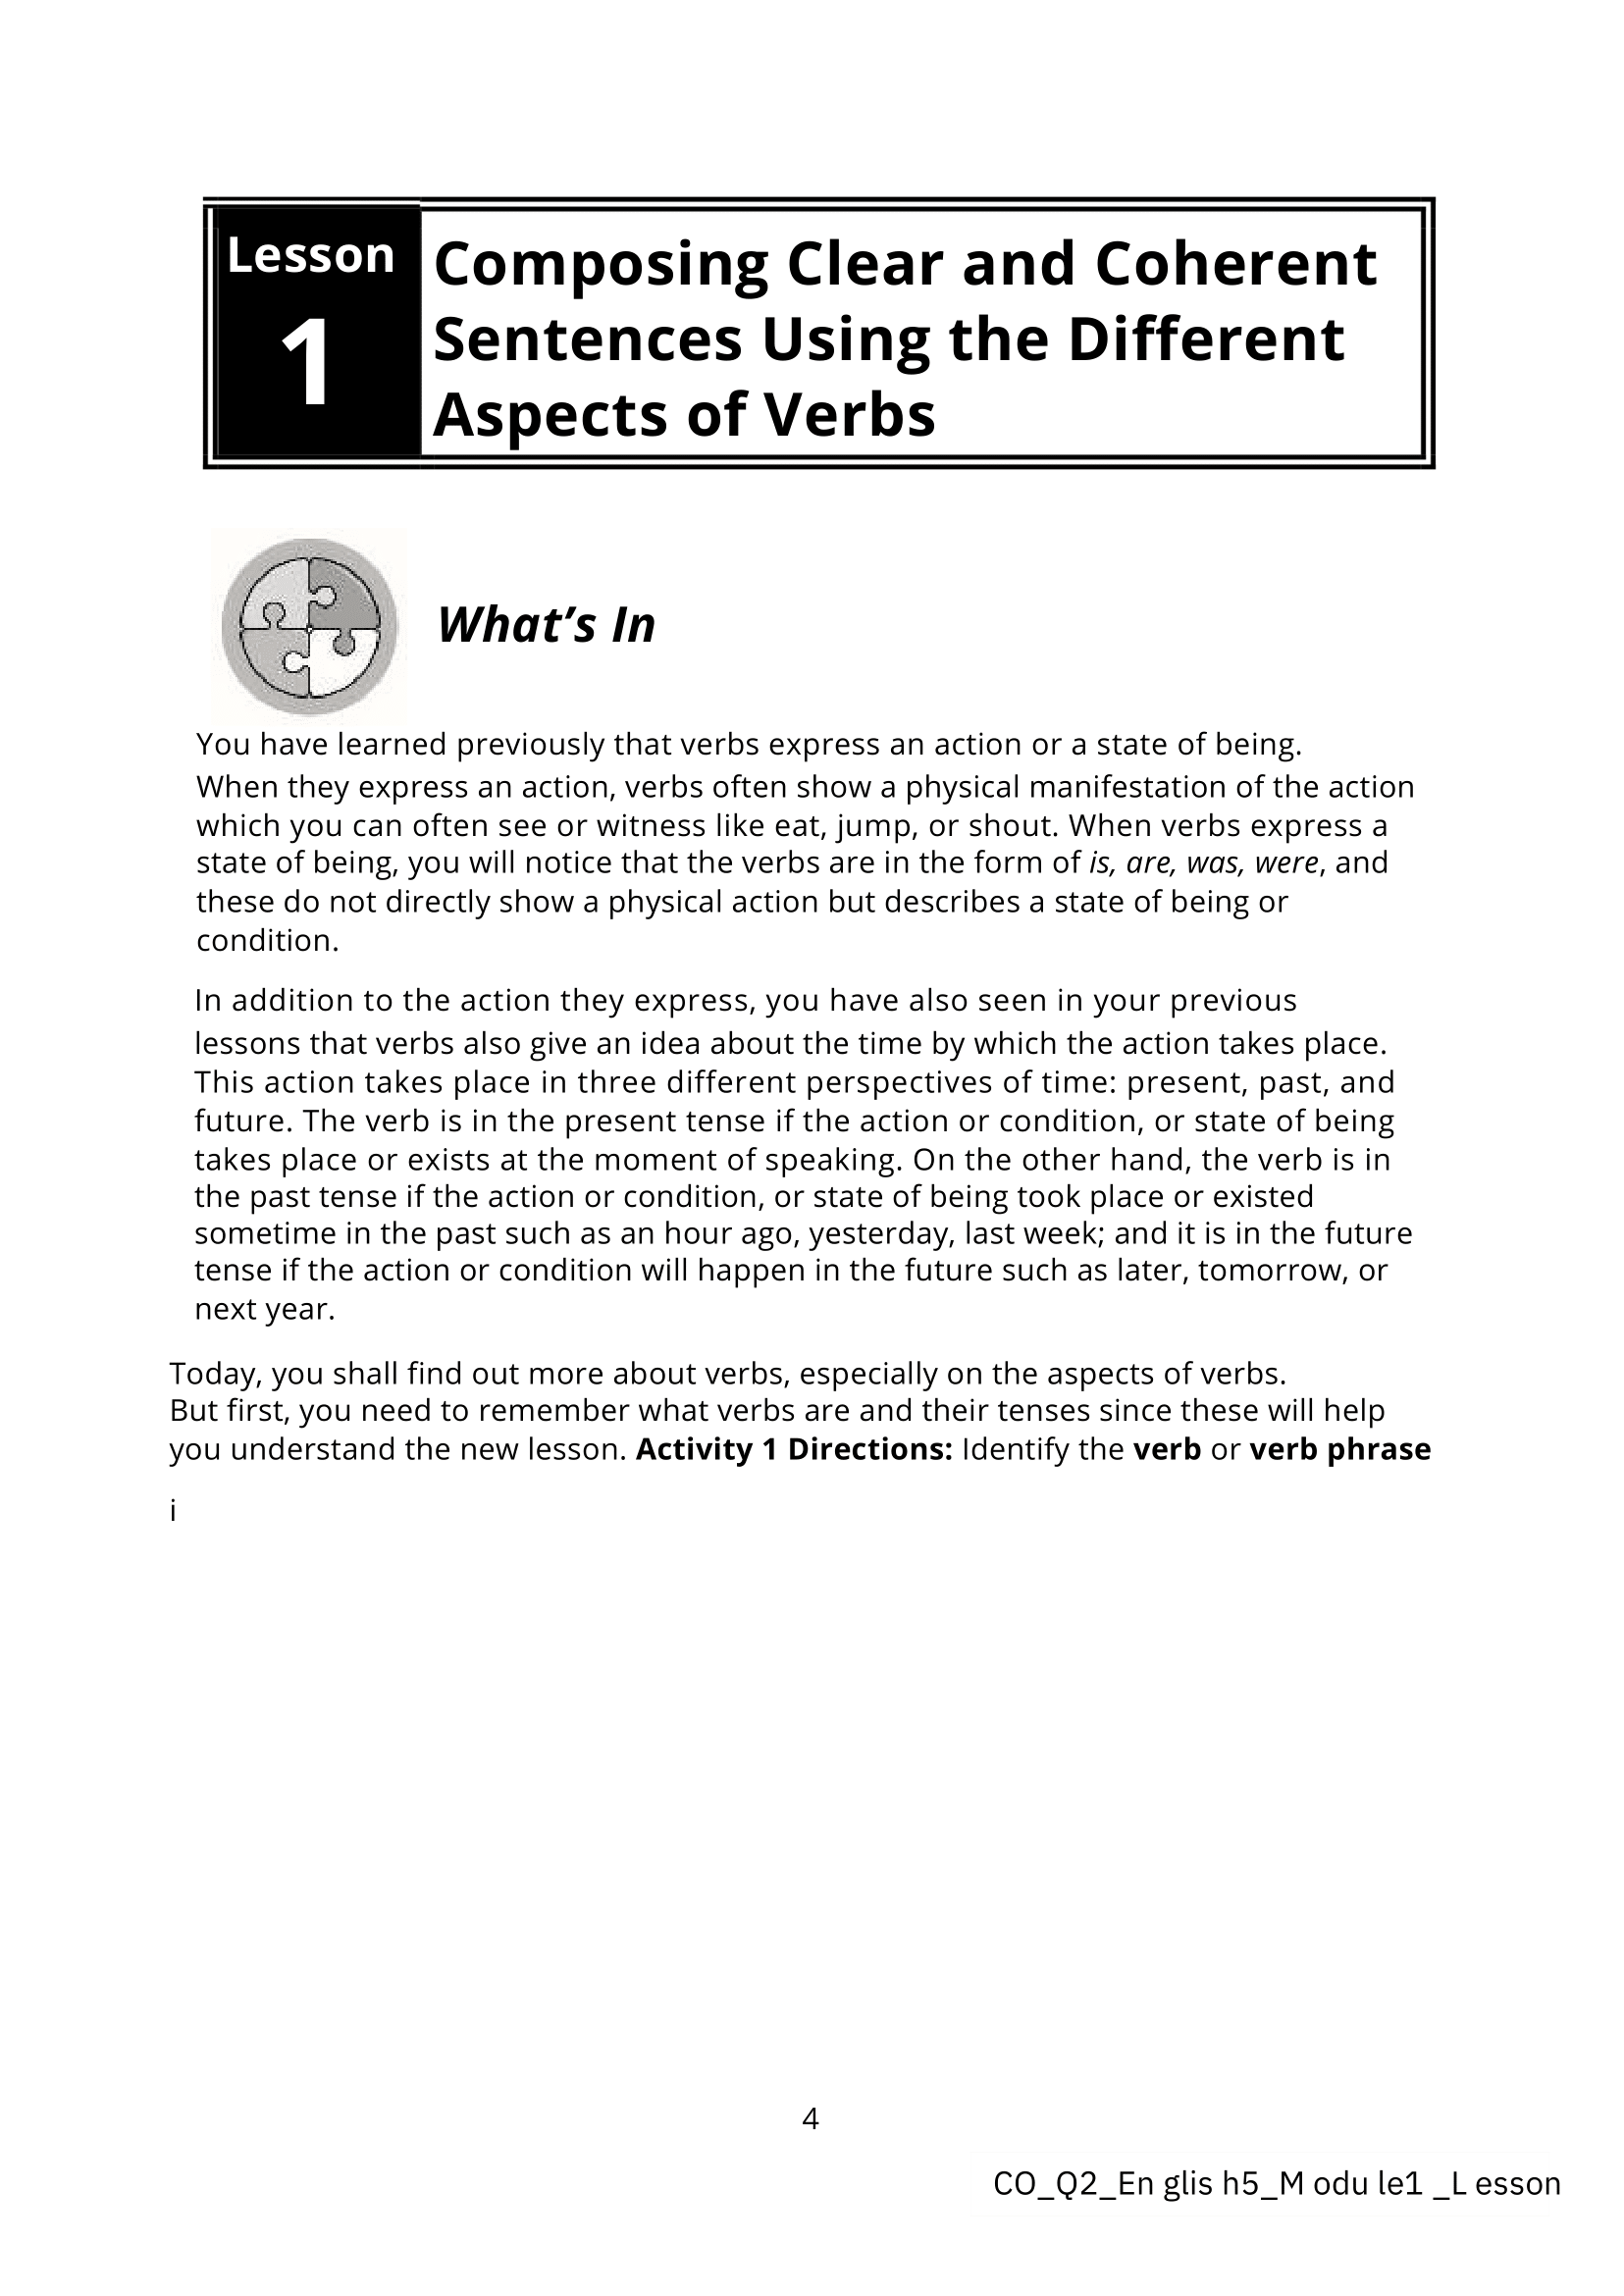 Lesson
1
Composing Clear and Coherent
Sentences Using the Different
Aspects of Verbs
What’s In
You have learned previously that verbs express an action or a state of being.
When they express an action, verbs often show a physical manifestation of the action
which you can often see or witness like eat, jump, or shout. When verbs express a
state of being, you will notice that the verbs are in the form of is, are, was, were, and
these do not directly show a physical action but describes a state of being or
condition.
In addition to the action they express, you have also seen in your previous
lessons that verbs also give an idea about the time by which the action takes place.
This action takes place in three different perspectives of time: present, past, and
future. The verb is in the present tense if the action or condition, or state of being
takes place or exists at the moment of speaking. On the other hand, the verb is in
the past tense if the action or condition, or state of being took place or existed
sometime in the past such as an hour ago, yesterday, last week; and it is in the future
tense if the action or condition will happen in the future such as later, tomorrow, or
next year.
Today, you shall find out more about verbs, especially on the aspects of verbs.
But first, you need to remember what verbs are and their tenses since these will help
you understand the new lesson. Activity 1 Directions: Identify the verb or verb phrase
i
4
CO_Q2_En glis h5_M odu le1 _L esson